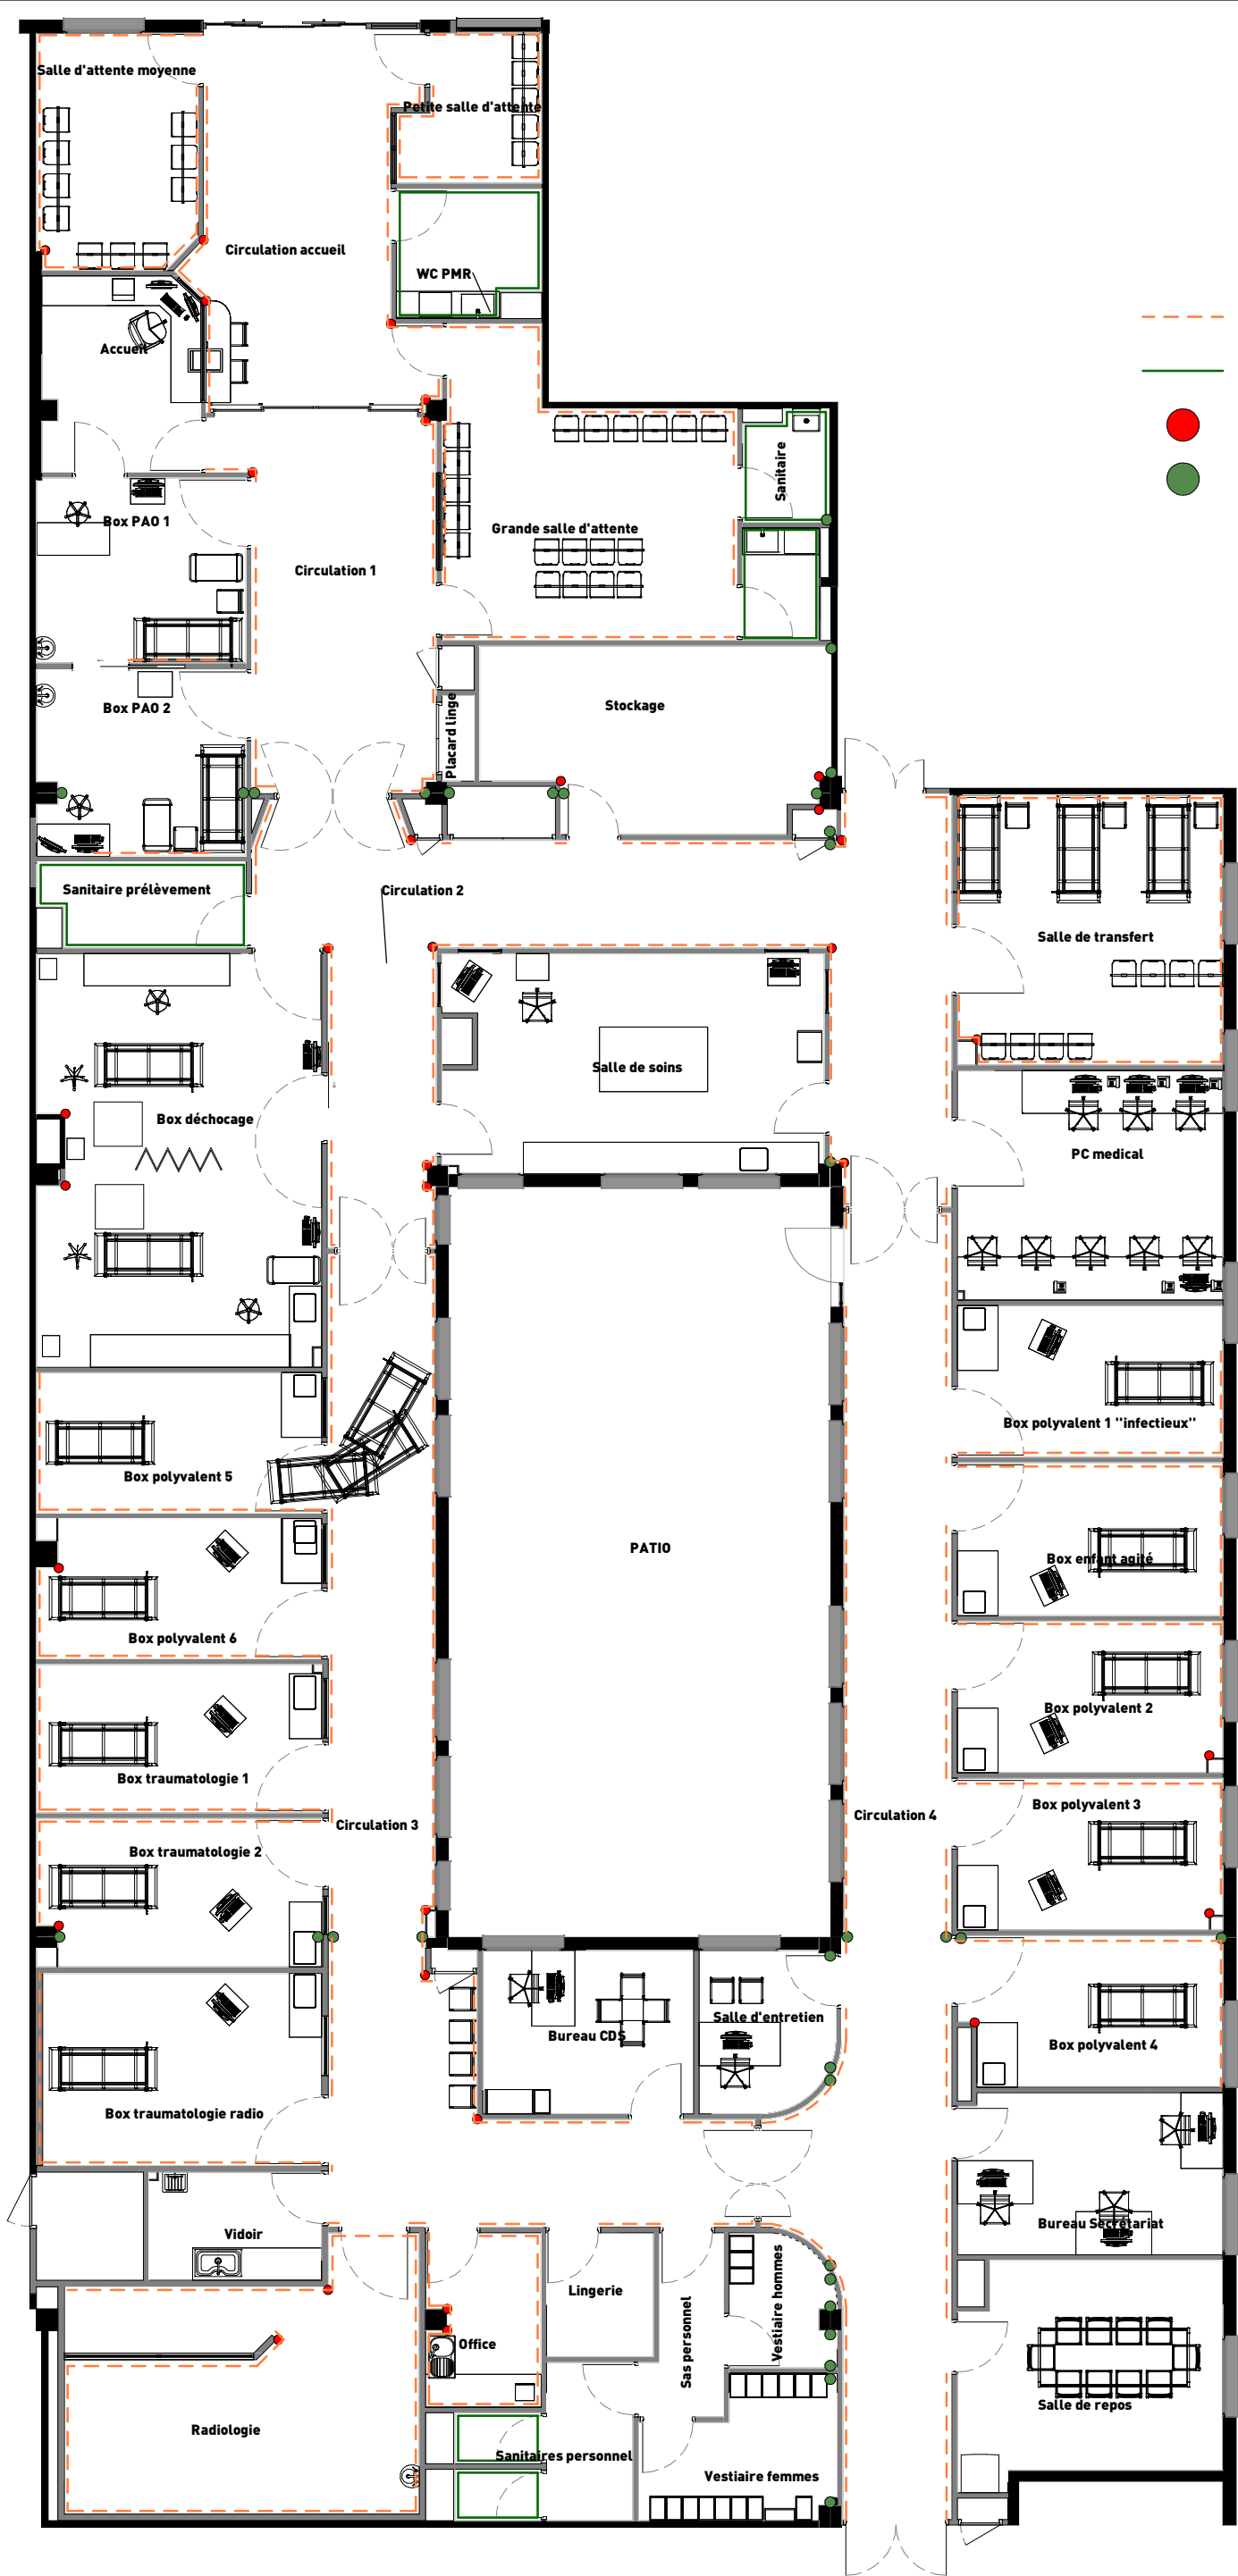 Salle d'attente moyenne
Petite salle d'attente
Circulation accueil
WC PMR
Accueil
Sanitaire
Box PAO 1
Grande salle d'attente
Circulation 1
Box PAO 2
Placard linge
Stockage
Sanitaire prélèvement
Circulation 2
Salle de transfert
Salle de soins
Box déchocage
PC medical
Box polyvalent 1 "infectieux"
Box polyvalent 5
PATIO
Box enfant agité
Box polyvalent 6
Box polyvalent 2
Box traumatologie 1
Box polyvalent 3
Circulation 3
Circulation 4
Box traumatologie 2
Salle d'entretien
Bureau CDS
Box polyvalent 4
Box traumatologie radio
Bureau Secrétariat
Vidoir
Lingerie
Vestiaire hommes
Office
Sas personnel
Salle de repos
Radiologie
Sanitaires personnel
Vestiaire femmes